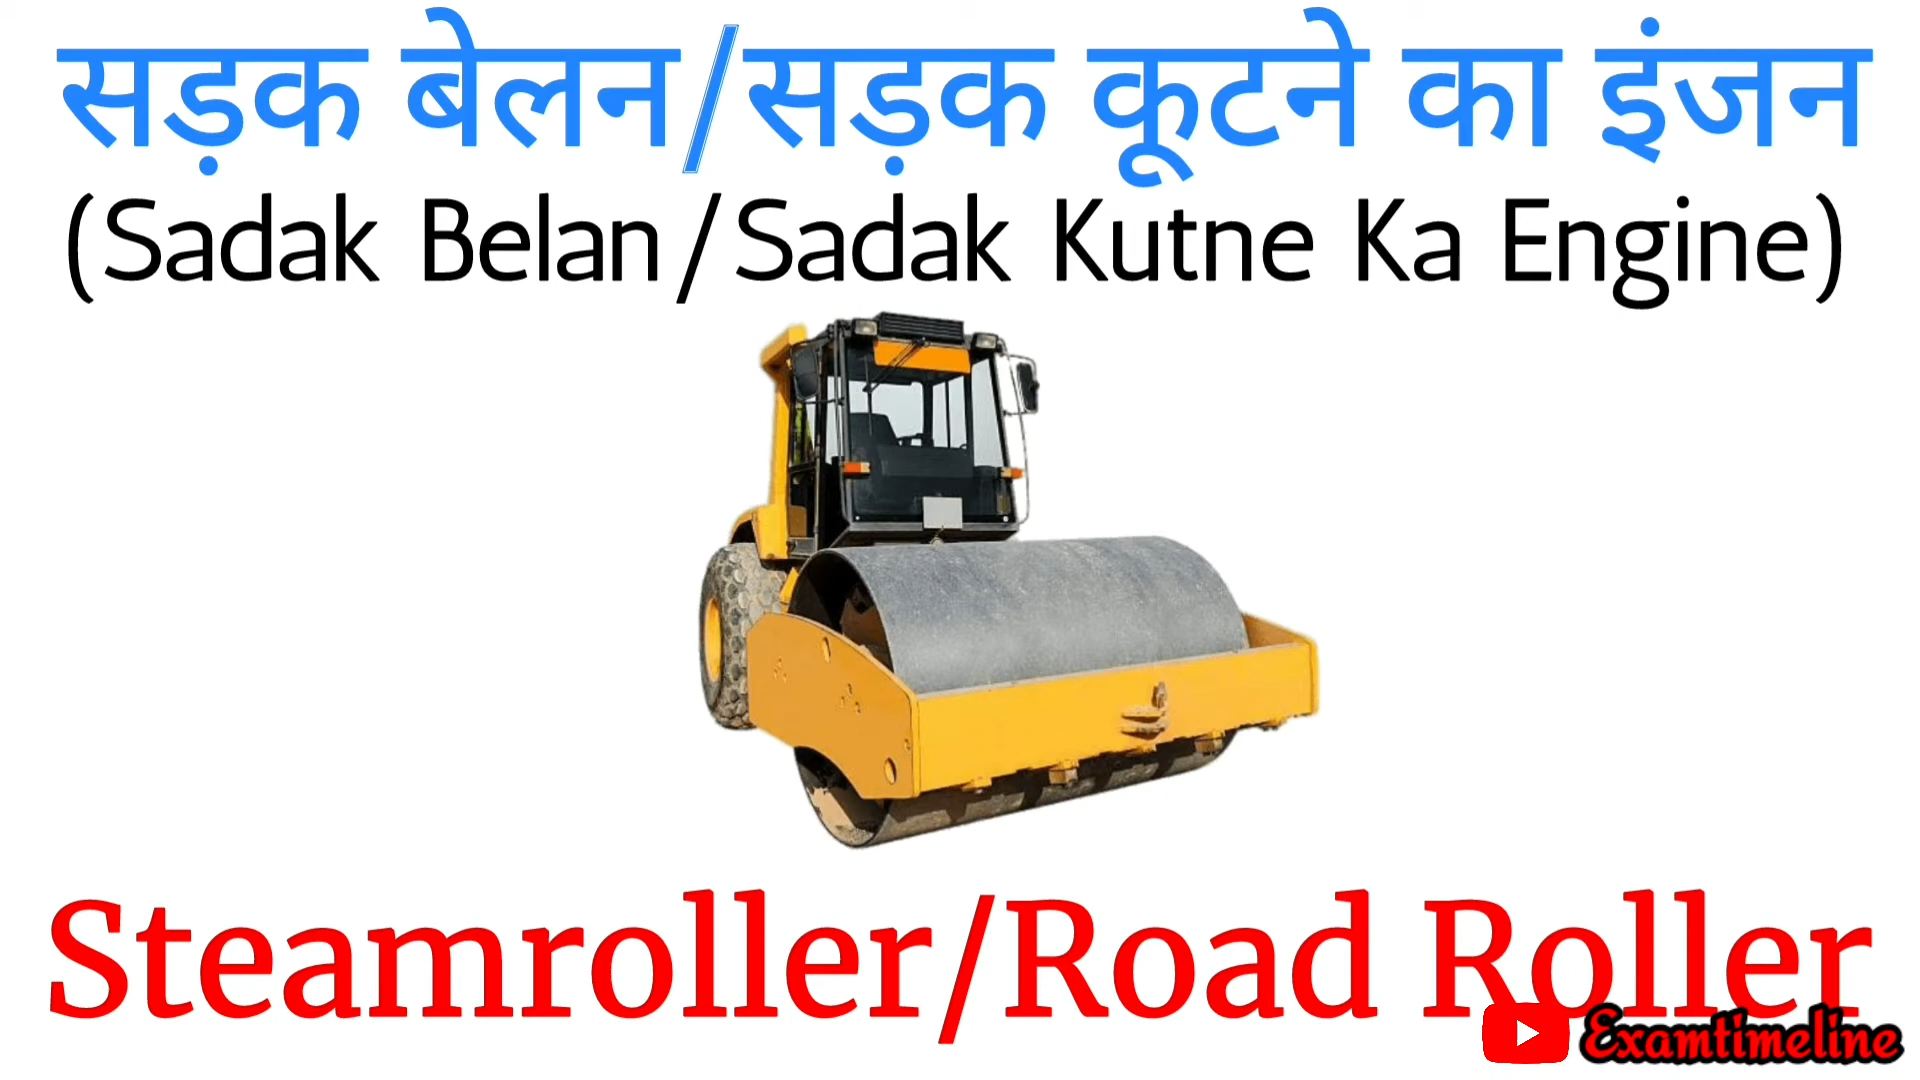 सड़क बेलन/सड़क कूटने का इंजन
(Sadak Belan/Sadak Kutne Ka Engine)
Steamroller/Road Roller
Examtimeline